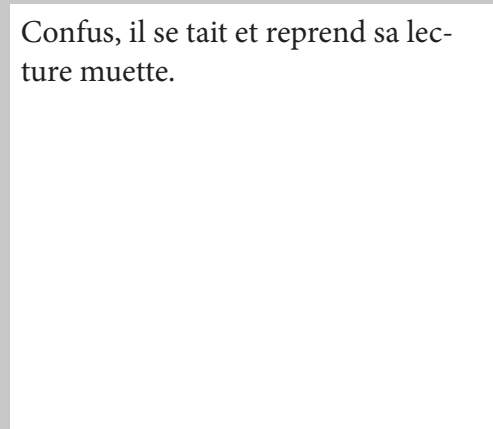 Confus, il se tait et reprend sa lec-
ture muette.